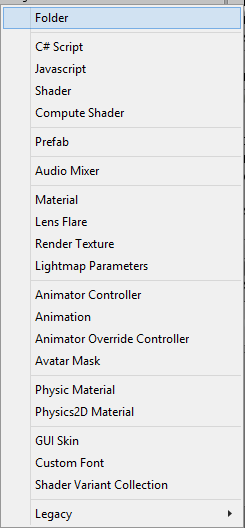 Folder
C# Script
Javascript
Shader
Compute Shader
Prefab
Audio Mixer
Material
Lens Flare
Render Texture
Lightmap Parameters
Animator Controller
Animation
Animator Override Controller
Avatar Mask
Physic Material
Physics2D Material
GUI Skin
Custom Font
Shader Variant Collection
Legacy